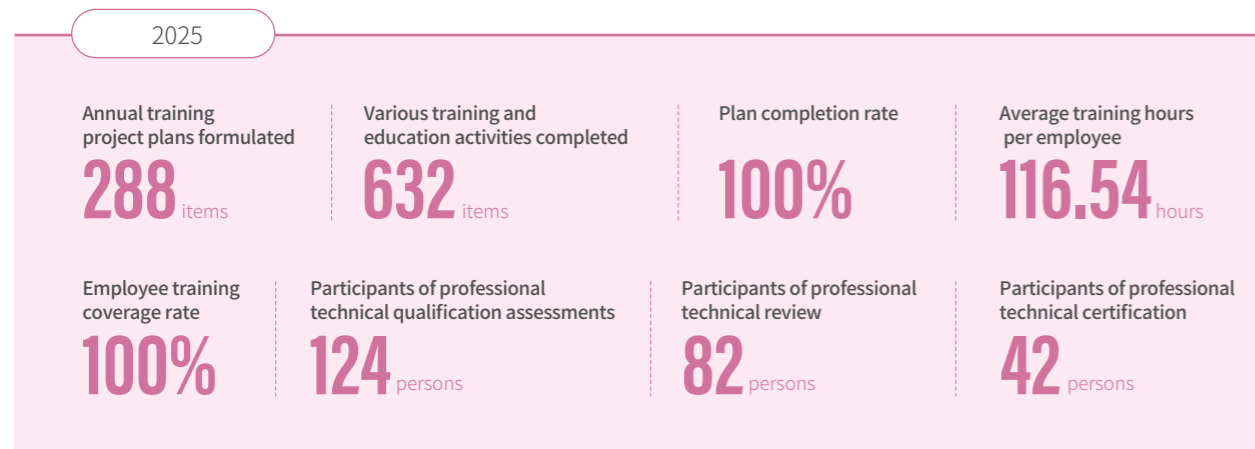 2025
Annual training
project plans formulated
288 items
Various training and
education activities completed
632 items
Plan completion rate
100%
Average training hours
per employee
116.54 hours
Employee training
coverage rate
100%
Participants of professional
technical qualification assessments
124 persons
Participants of professional
technical review
82 persons
Participants of professional
technical certification
42 persons